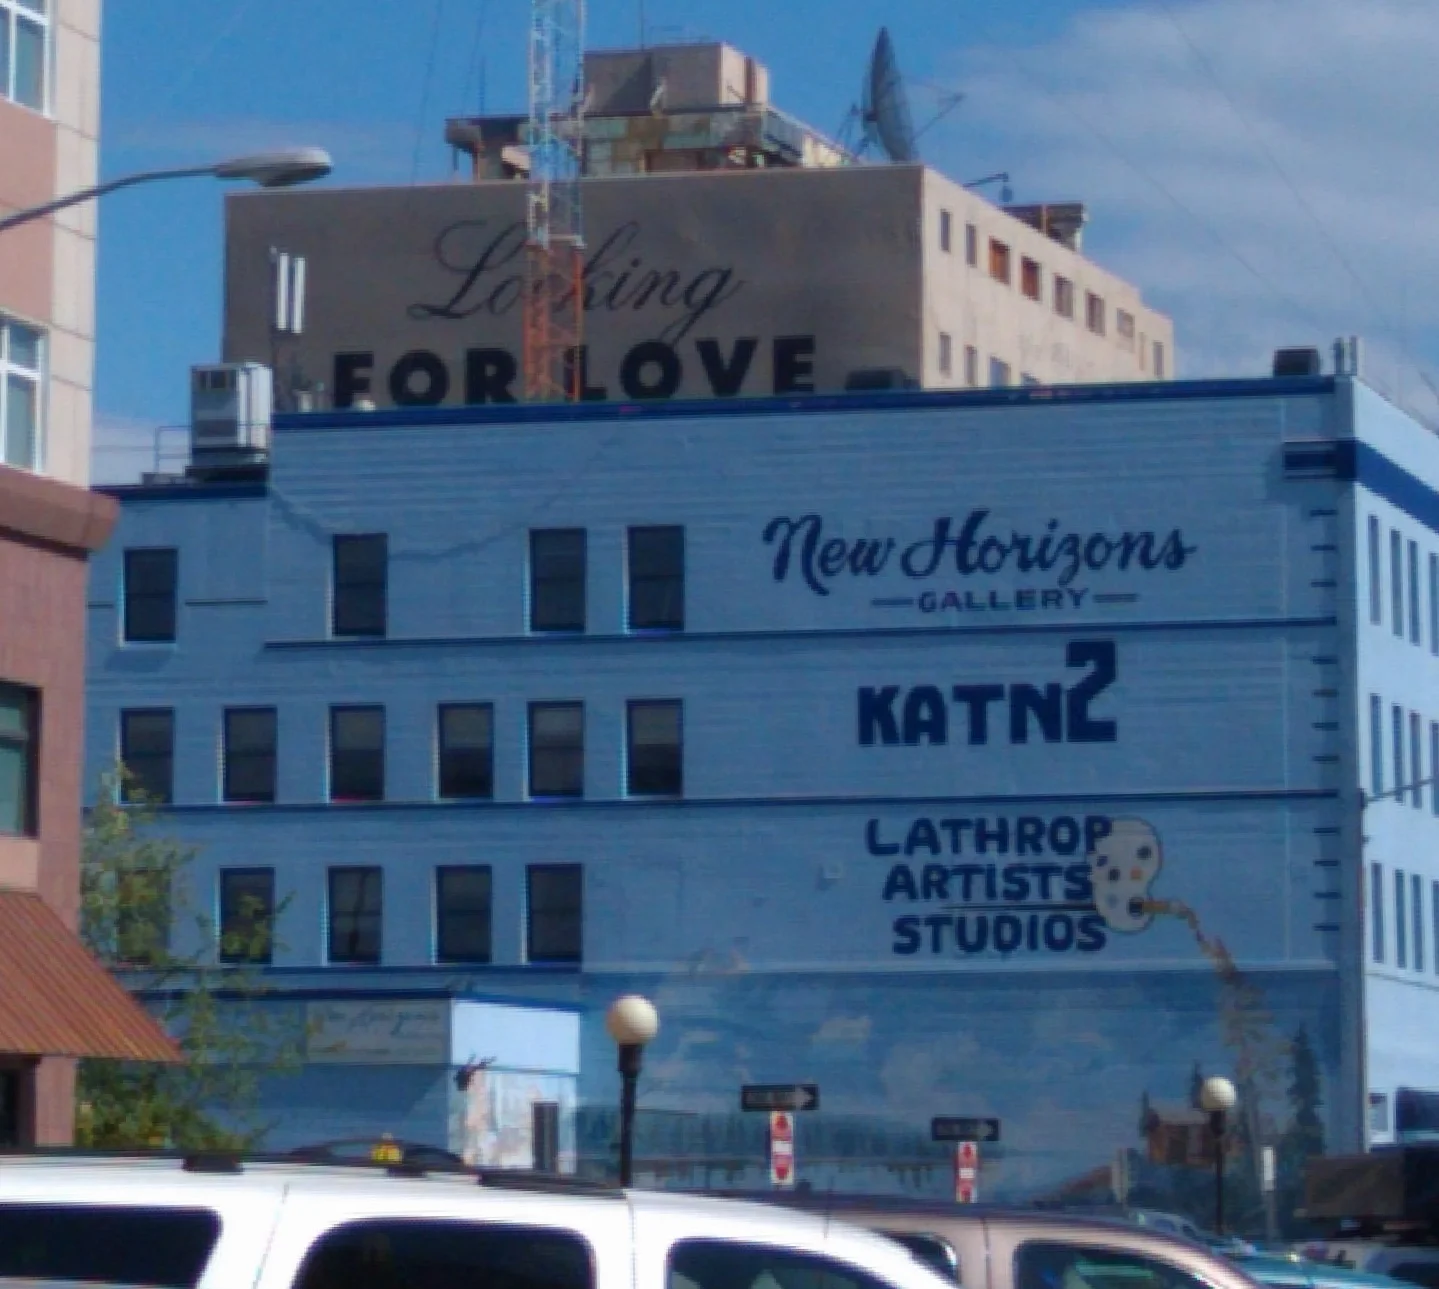 Looking
FOR LOVE
New Horizons
GALLERY
KATN2
LATHROP
ARTISTS
STUDIOS